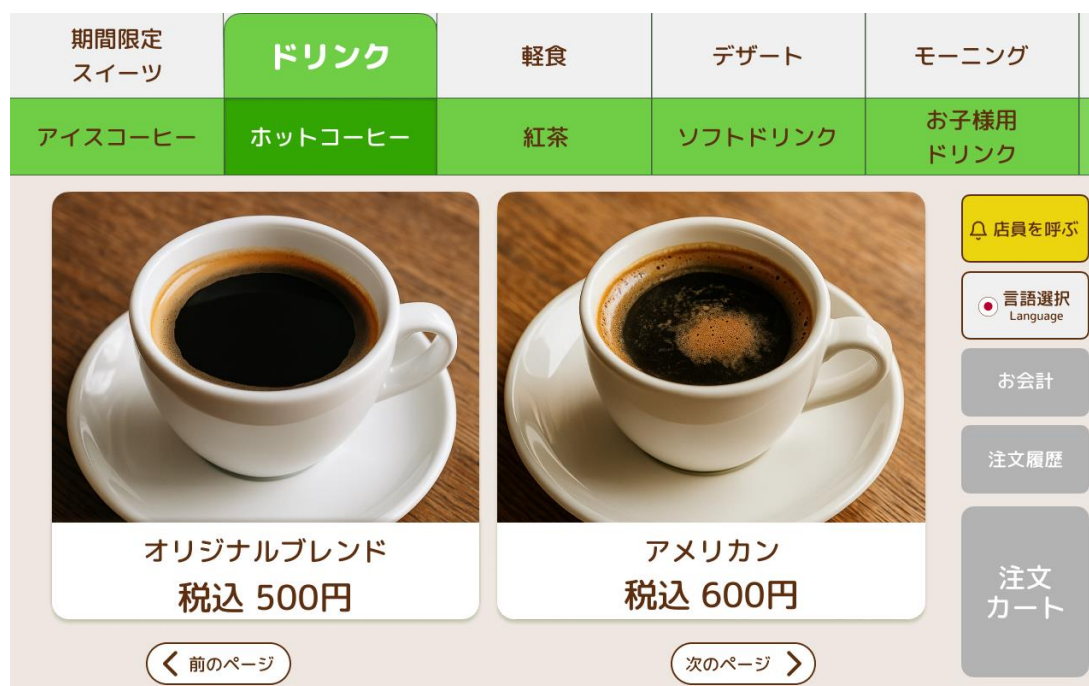 期間限定
スイーツ
ドリンク
軽食
デザート
モーニング
アイスコーヒー
ホットコーヒー
紅茶
ソフトドリンク
お子様用
ドリンク
店員を呼ぶ
言語選択
Language
お会計
注文履歴
注文
カート
オリジナルブレンド
税込 500円
アメリカン
税込 600円
前のページ
次のページ